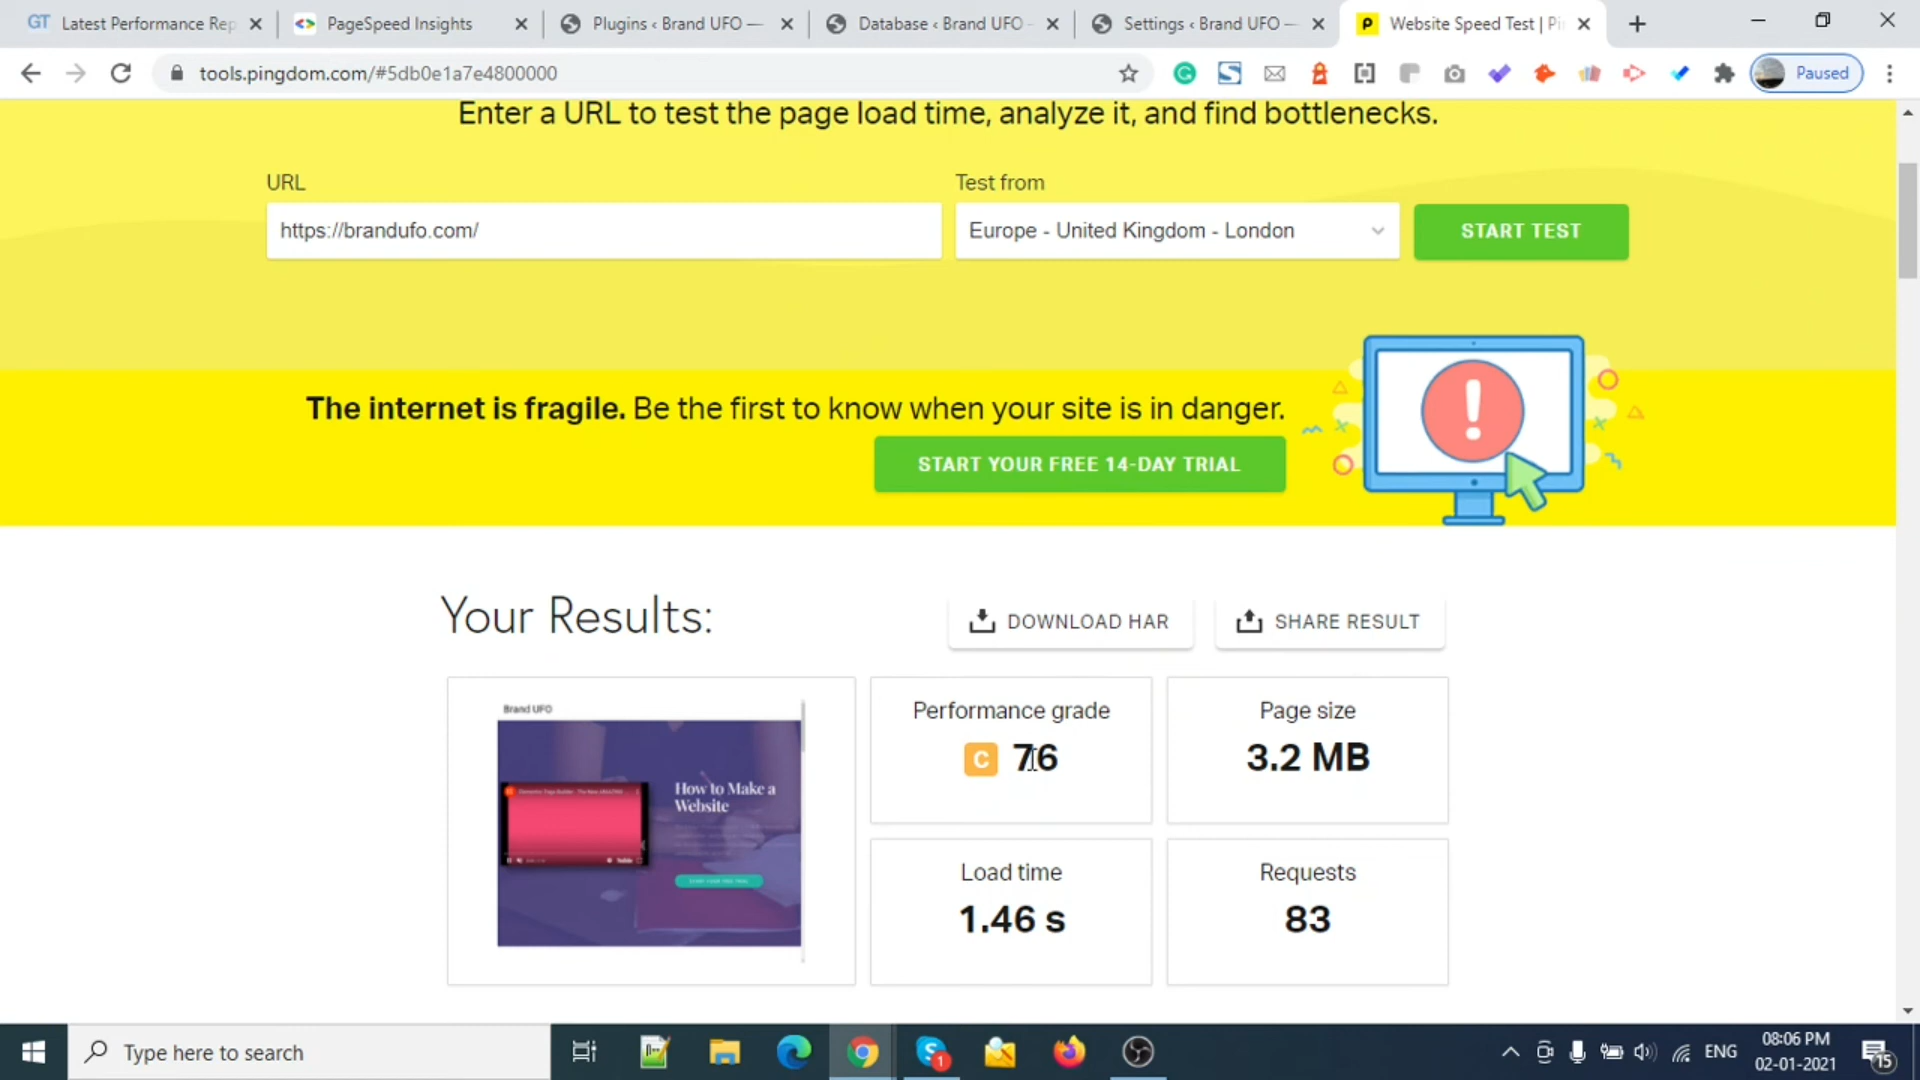 GT Latest Performance Rep
PageSpeed Insights
Plugins ‹ Brand UFO —
Database ‹ Brand UFO -
Settings ‹ Brand UFO —
P Website Speed Test | Pi
tools.pingdom.com/#5db0e1a7e4800000
Paused
Enter a URL to test the page load time, analyze it, and find bottlenecks.
URL
Test from
https://brandufo.com/
Europe - United Kingdom - London
START TEST
The internet is fragile. Be the first to know when your site is in danger.
START YOUR FREE 14-DAY TRIAL
Your Results:
DOWNLOAD HAR
SHARE RESULT
Brand UFO
How to Make a
Website
Performance grade
C 76
Page size
3.2 MB
Load time
1.46 s
Requests
83
Type here to search
1
ENG
08:06 PM
02-01-2021
15